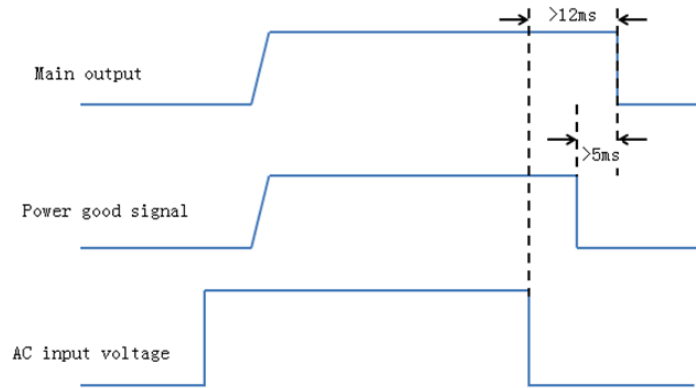 >12ms
Main output
>5ms
Power good signal
AC input voltage